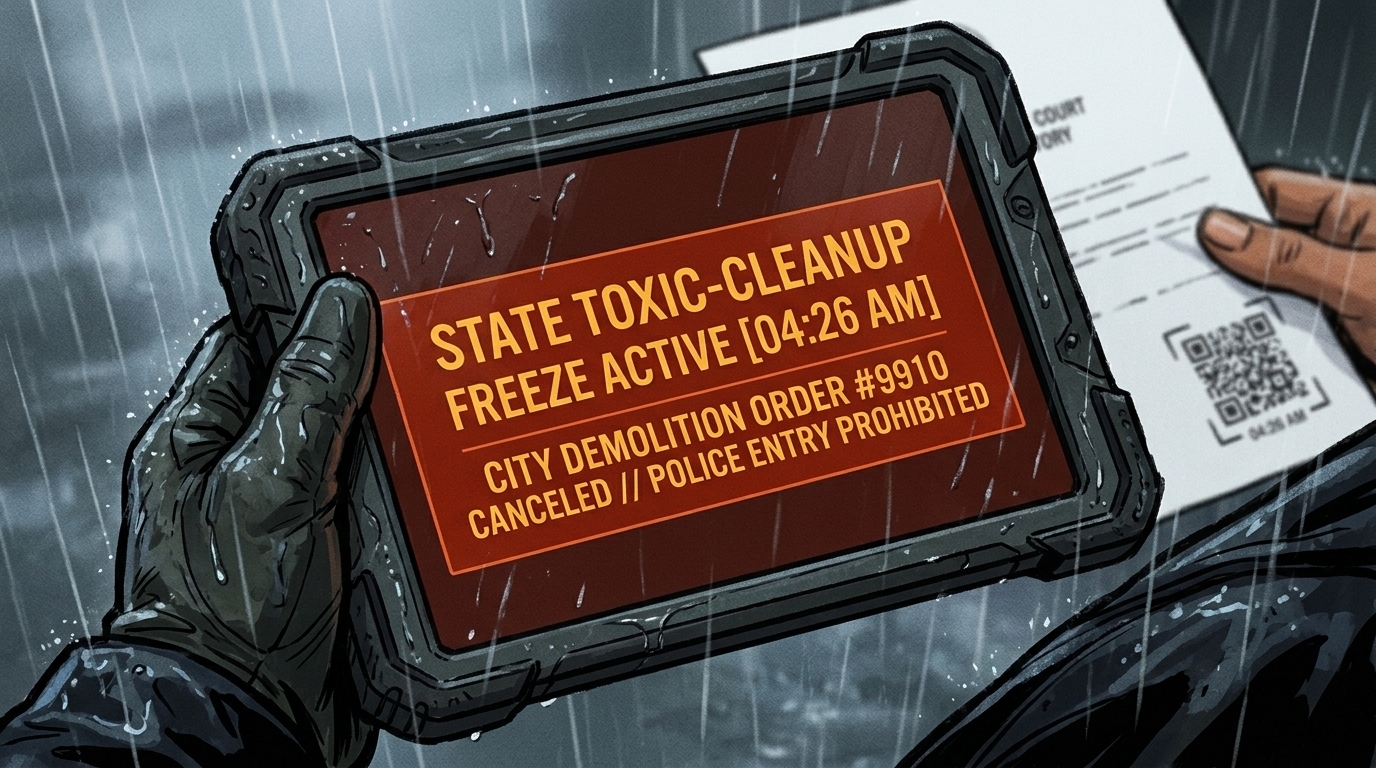 STATE TOXIC-CLEANUP
FREEZE ACTIVE [04:26 AM]
CITY DEMOLITION ORDER #9910
CANCELED // POLICE ENTRY PROHIBITED
COURT
TORY
04:26 AM